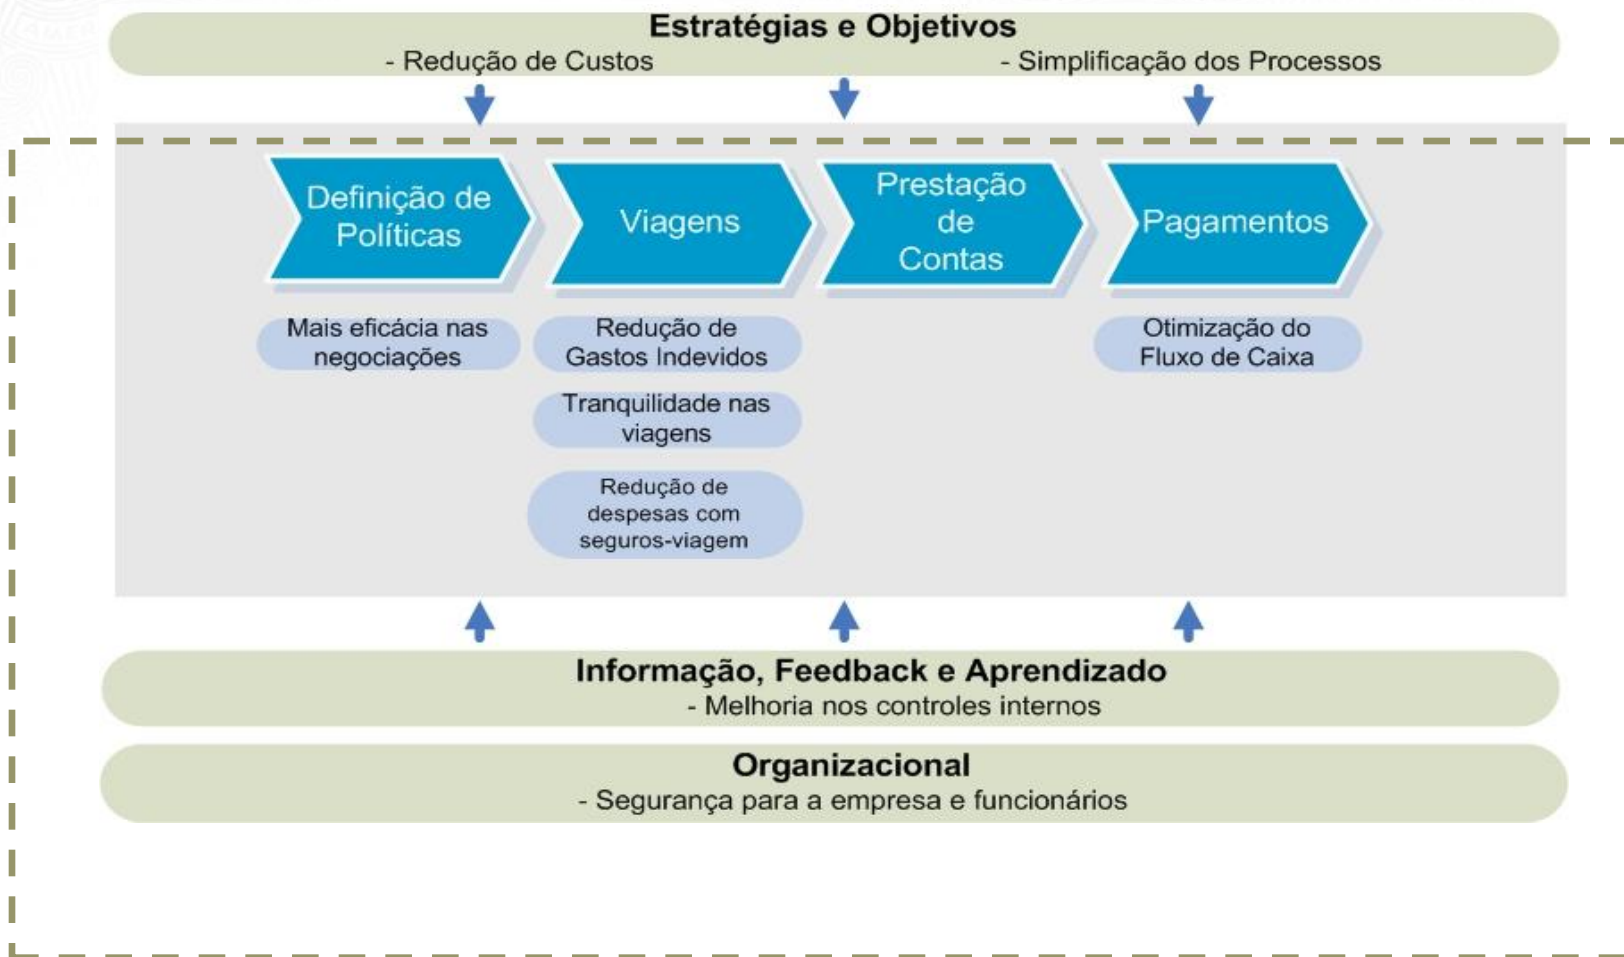 Estratégias e Objetivos
- Redução de Custos
- Simplificação dos Processos
Definição de
Políticas
Viagens
Prestação
de
Contas
Pagamentos
Mais eficácia nas
negociações
Redução de
Gastos Indevidos
Tranquilidade nas
viagens
Redução de
despesas com
seguros-viagem
Otimização do
Fluxo de Caixa
Informação, Feedback e Aprendizado
- Melhoria nos controles internos
Organizacional
- Segurança para a empresa e funcionários